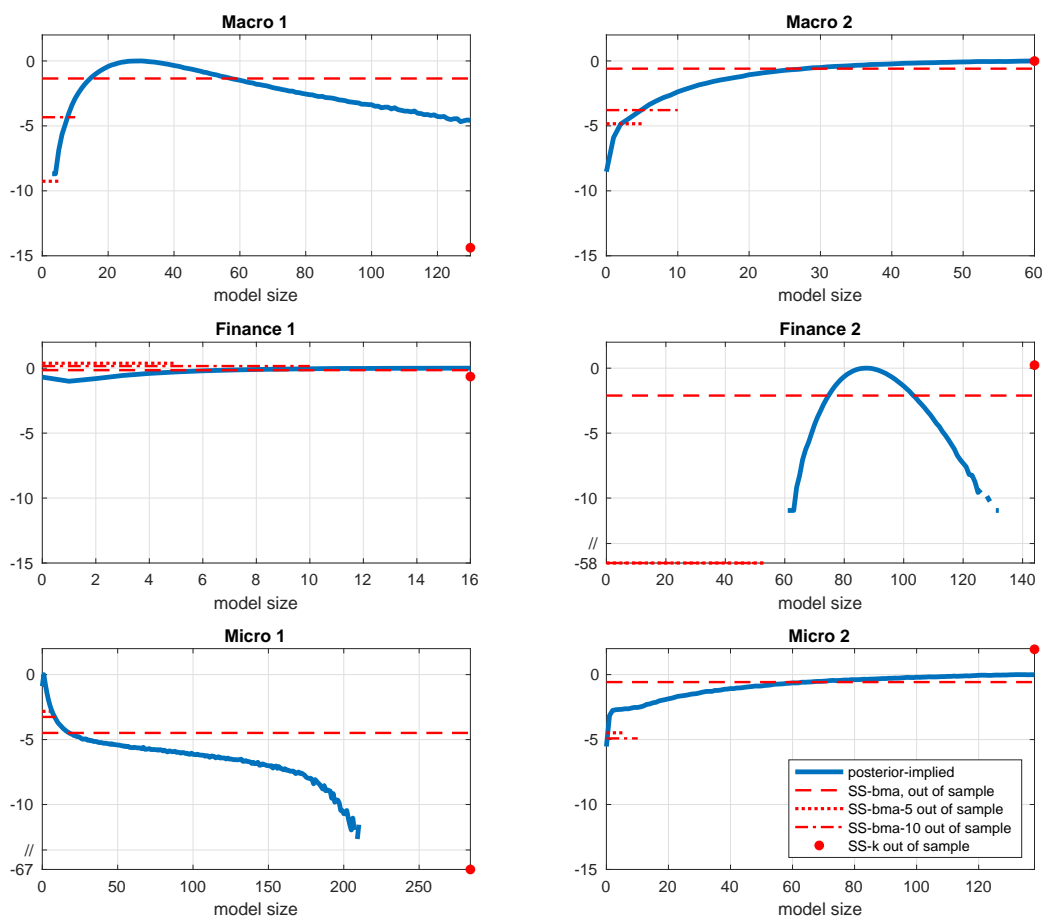 Macro 1
0
-5
-10
-15
0 20 40 60 80 100 120
model size
Macro 2
0
-5
-10
-15
0 10 20 30 40 50 60
model size
Finance 1
0
-5
-10
-15
0 2 4 6 8 10 12 14 16
model size
Finance 2
0
-5
-10
//
-58
0 20 40 60 80 100 120 140
model size
Micro 1
0
-5
-10
//
-67
0 50 100 150 200 250
model size
Micro 2
0
-5
-10
-15
0 20 40 60 80 100 120
model size
posterior-implied
SS-bma, out of sample
SS-bma-5 out of sample
SS-bma-10 out of sample
SS-k out of sample